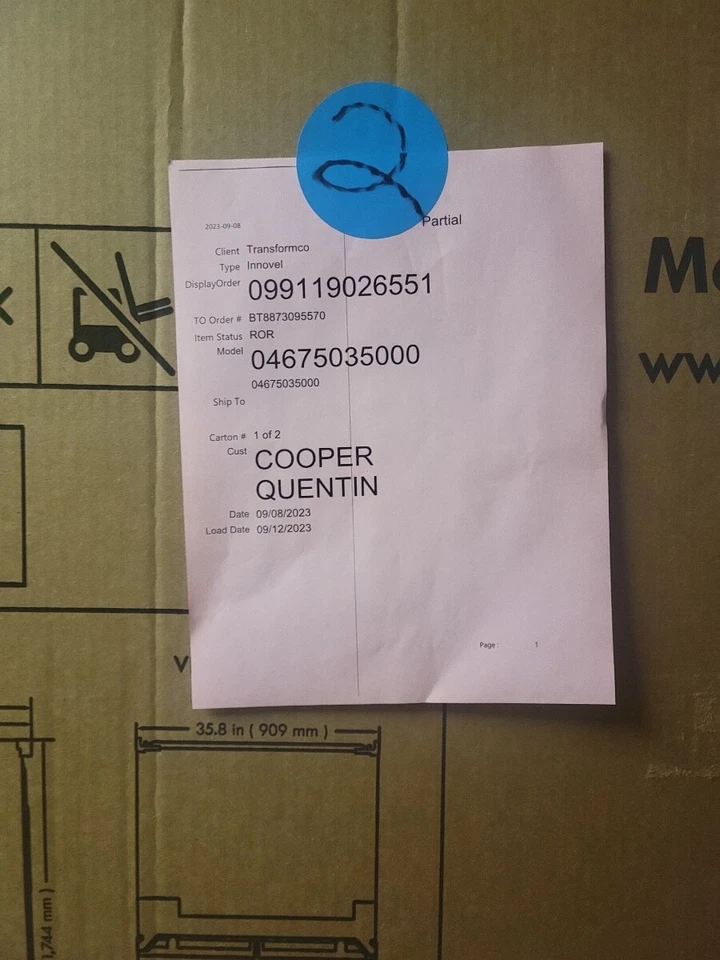 2
Partial
2023-09-08
Client Transformco
Type Innovel
DisplayOrder 099119026551
TO Order # BT8873095570
Item Status ROR
Model 04675035000
04675035000
Ship To
Carton # 1 of 2
Cust COOPER
QUENTIN
Date 09/08/2023
Load Date 09/12/2023
Page : 1
35.8 in ( 909 mm )